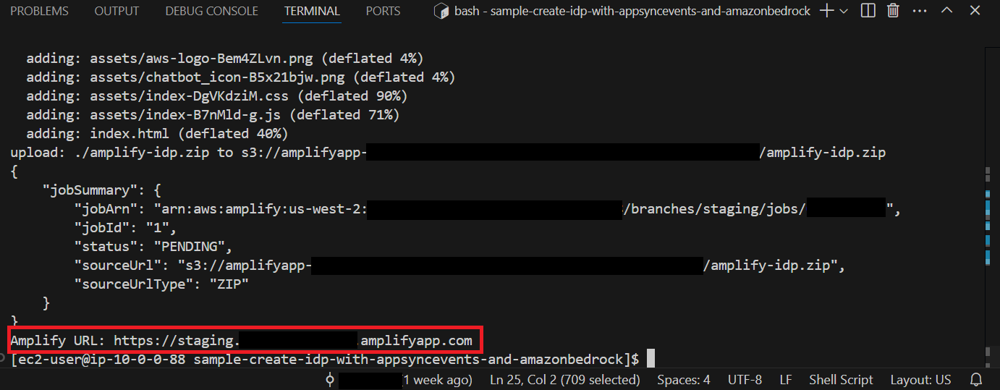 PROBLEMS OUTPUT DEBUG CONSOLE TERMINAL PORTS bash - sample-create-idp-with-appsyncevents-and-amazonbedrock
adding: assets/aws-logo-Bem4ZLvn.png (deflated 4%)
adding: assets/chatbot_icon-B5x21bjw.png (deflated 4%)
adding: assets/index-DgVKdziM.css (deflated 90%)
adding: assets/index-B7nMld-g.js (deflated 71%)
adding: index.html (deflated 40%)
upload: ./amplify-idp.zip to s3://amplifyapp- /amplify-idp.zip
{
"jobSummary": {
"jobArn": "arn:aws:amplify:us-west-2: /branches/staging/jobs/ ",
"jobId": "1",
"status": "PENDING",
"sourceUrl": "s3://amplifyapp- /amplify-idp.zip",
"sourceUrlType": "ZIP"
}
}
Amplify URL: https://staging. .amplifyapp.com
[ec2-user@ip-10-0-0-88 sample-create-idp-with-appsyncevents-and-amazonbedrock]$
(1 week ago) Ln 25, Col 2 (709 selected) Spaces: 4 UTF-8 LF Shell Script Layout: US